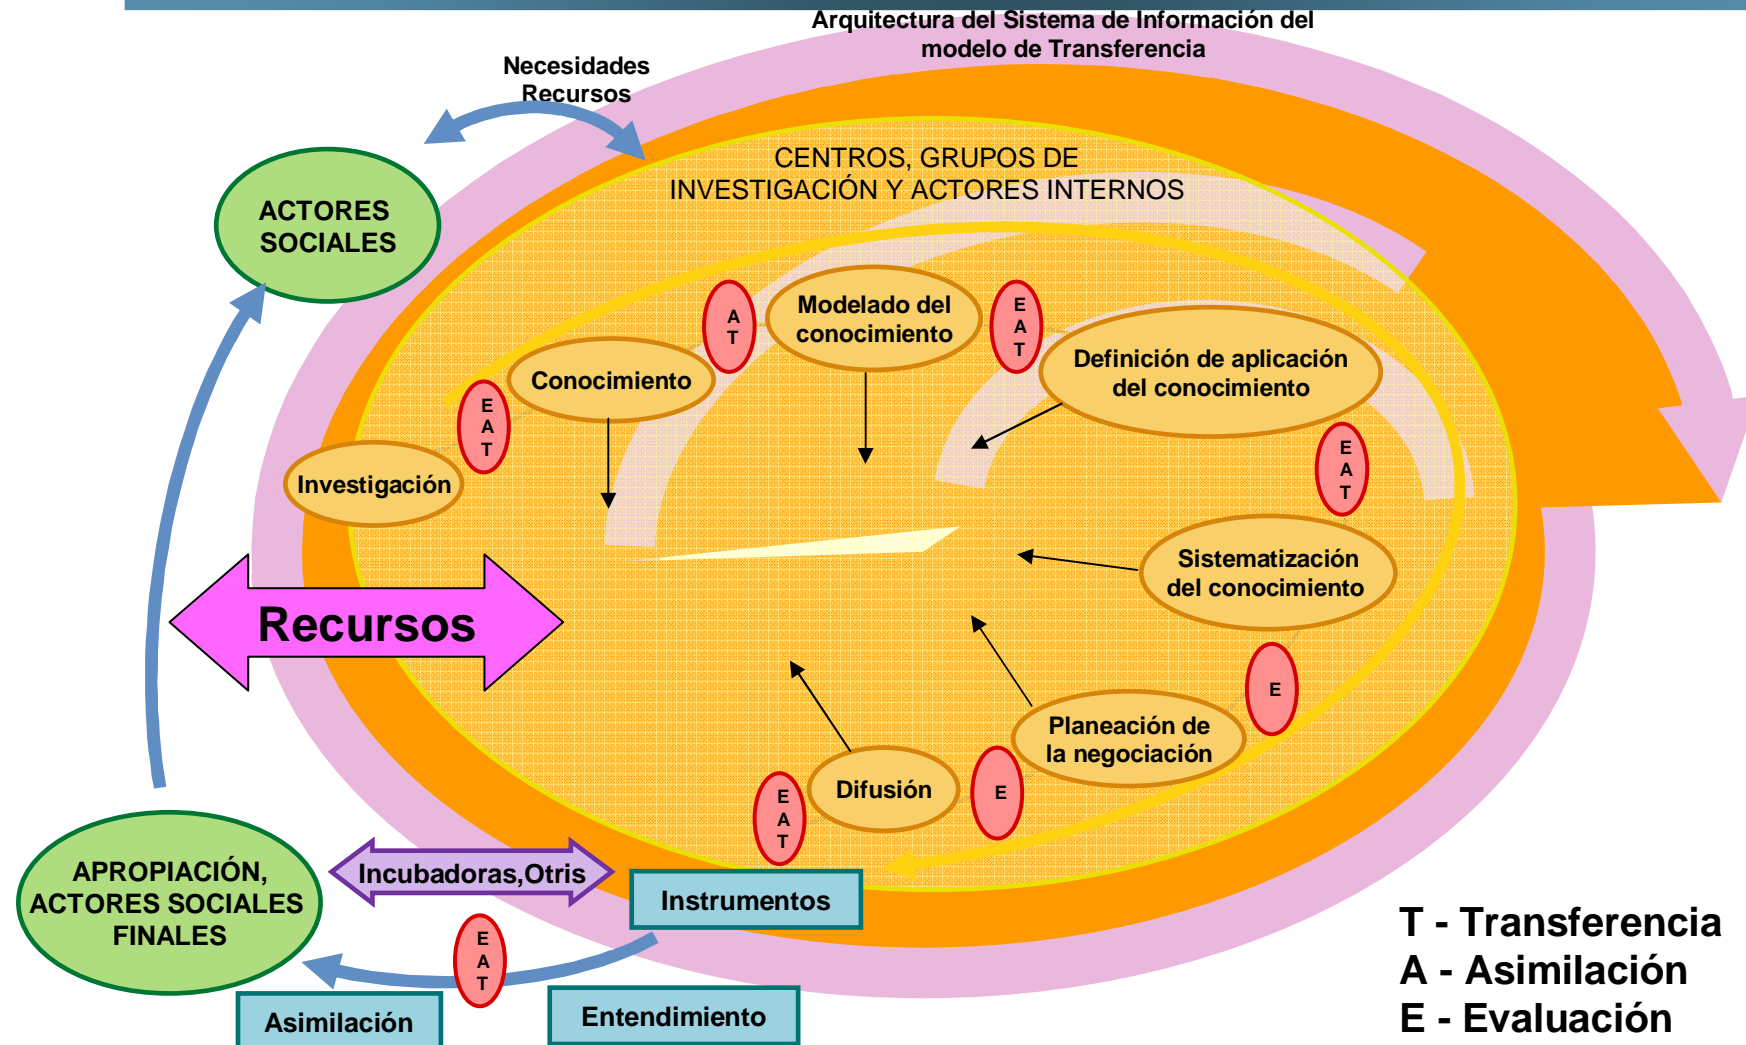 Arquitectura del Sistema de Información del
modelo de Transferencia
Necesidades
Recursos
CENTROS, GRUPOS DE
INVESTIGACIÓN Y ACTORES INTERNOS
ACTORES
SOCIALES
Investigación
E
A
T
Conocimiento
A
T
Modelado del
conocimiento
E
A
T
Definición de aplicación
del conocimiento
E
A
T
Sistematización
del conocimiento
E
Planeación de
la negociación
E
Difusión
E
A
T
Recursos
Instrumentos
Incubadoras,Otris
APROPIACIÓN,
ACTORES SOCIALES
FINALES
E
A
T
Asimilación
Entendimiento
T - Transferencia
A - Asimilación
E - Evaluación